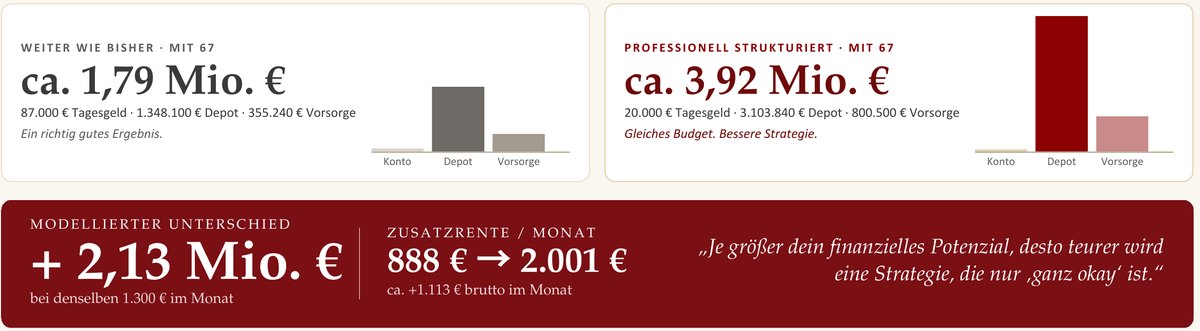 WEITER WIE BISHER · MIT 67
ca. 1,79 Mio. €
87.000 € Tagesgeld · 1.348.100 € Depot · 355.240 € Vorsorge
Ein richtig gutes Ergebnis.
Konto Depot Vorsorge
PROFESSIONELL STRUKTURIERT · MIT 67
ca. 3,92 Mio. €
20.000 € Tagesgeld · 3.103.840 € Depot · 800.500 € Vorsorge
Gleiches Budget. Bessere Strategie.
Konto Depot Vorsorge
MODELLIERTER UNTERSCHIED
+ 2,13 Mio. €
bei denselben 1.300 € im Monat
ZUSATZRENTE / MONAT
888 € → 2.001 €
ca. +1.113 € brutto im Monat
„Je größer dein finanzielles Potenzial, desto teurer wird
eine Strategie, die nur ‚ganz okay‘ ist.“